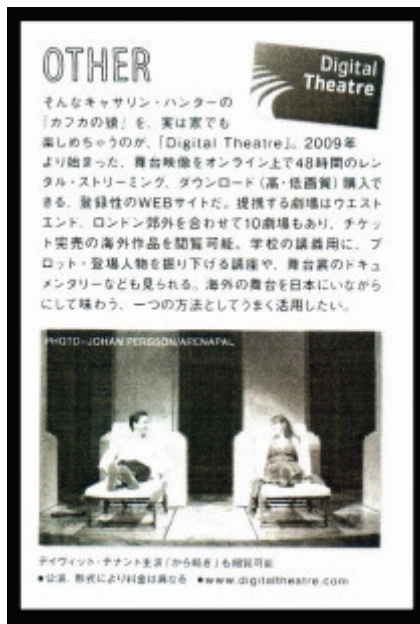 OTHER
Digital
Theatre
そんなキャサリン・ハンターの
「カフカの猿」を、実は家でも
楽しめちゃうのが、「Digital Theatre」。2009年
より始まった、舞台映像をオンライン上で48時間のレン
タル・ストリーミング、ダウンロード(高・低画質)購入で
きる、登録性のWEBサイトだ。提携する劇場はウエスト
エンド、ロンドン郊外を合わせて10劇場もあり、チケッ
ト完売の海外作品を閲覧可能。学校の講義用に、プ
ロット・登場人物を掘り下げる講座や、舞台裏のドキュ
メンタリーなども見られる。海外の舞台を日本にいながら
にして味わう、一つの方法としてうまく活用したい。
PHOTO=JOHAN PERSSON/ARENAPAL
デイヴィット・テナント主演「から騒ぎ」も閲覧可能
●公演、形式により料金は異なる ●www.digitaltheatre.com